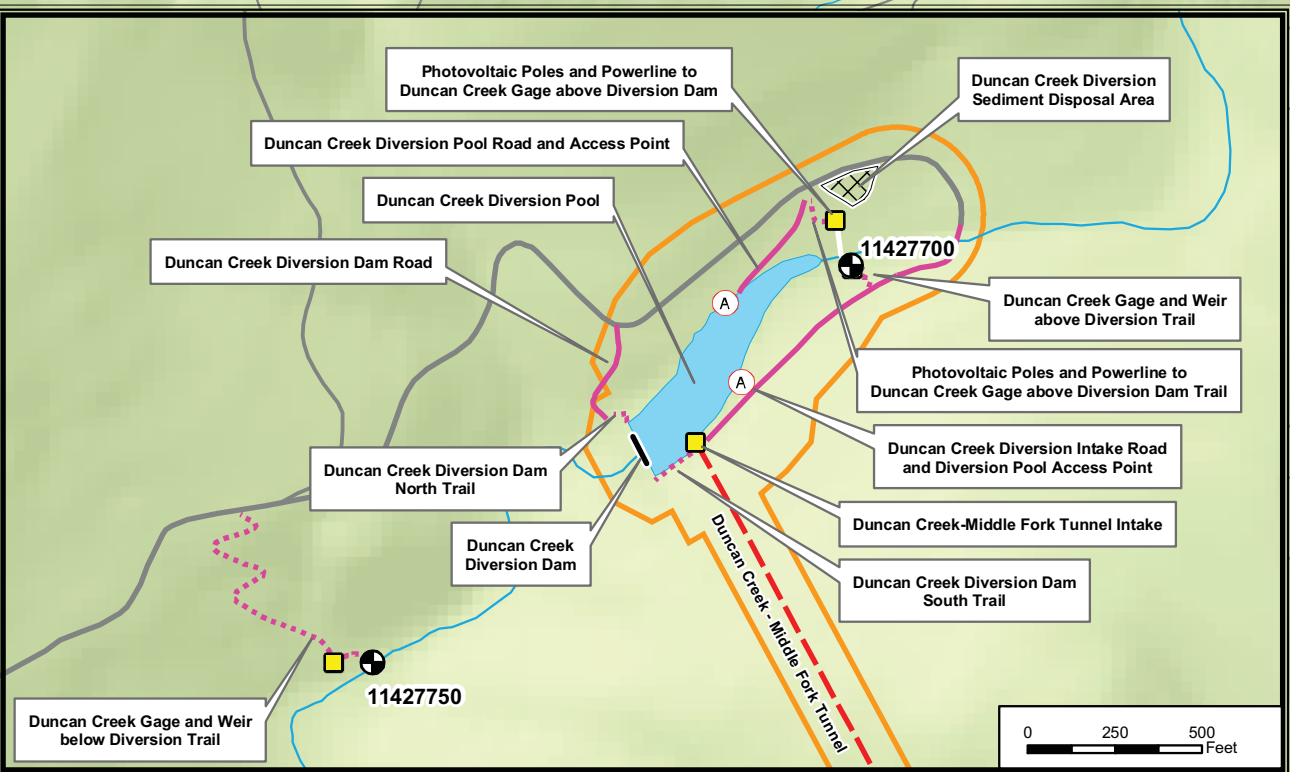 Photovoltaic Poles and Powerline to
Duncan Creek Gage above Diversion Dam
Duncan Creek Diversion
Sediment Disposal Area
Duncan Creek Diversion Pool Road and Access Point
Duncan Creek Diversion Pool
Duncan Creek Diversion Dam Road
11427700
Duncan Creek Gage and Weir
above Diversion Trail
A
Photovoltaic Poles and Powerline to
Duncan Creek Gage above Diversion Dam Trail
A
Duncan Creek Diversion Intake Road
and Diversion Pool Access Point
Duncan Creek Diversion Dam
North Trail
Duncan Creek-Middle Fork Tunnel Intake
Duncan Creek
Diversion Dam
Duncan Creek Diversion Dam
South Trail
Duncan Creek - Middle Fork Tunnel
11427750
Duncan Creek Gage and Weir
below Diversion Trail
0 250 500
Feet